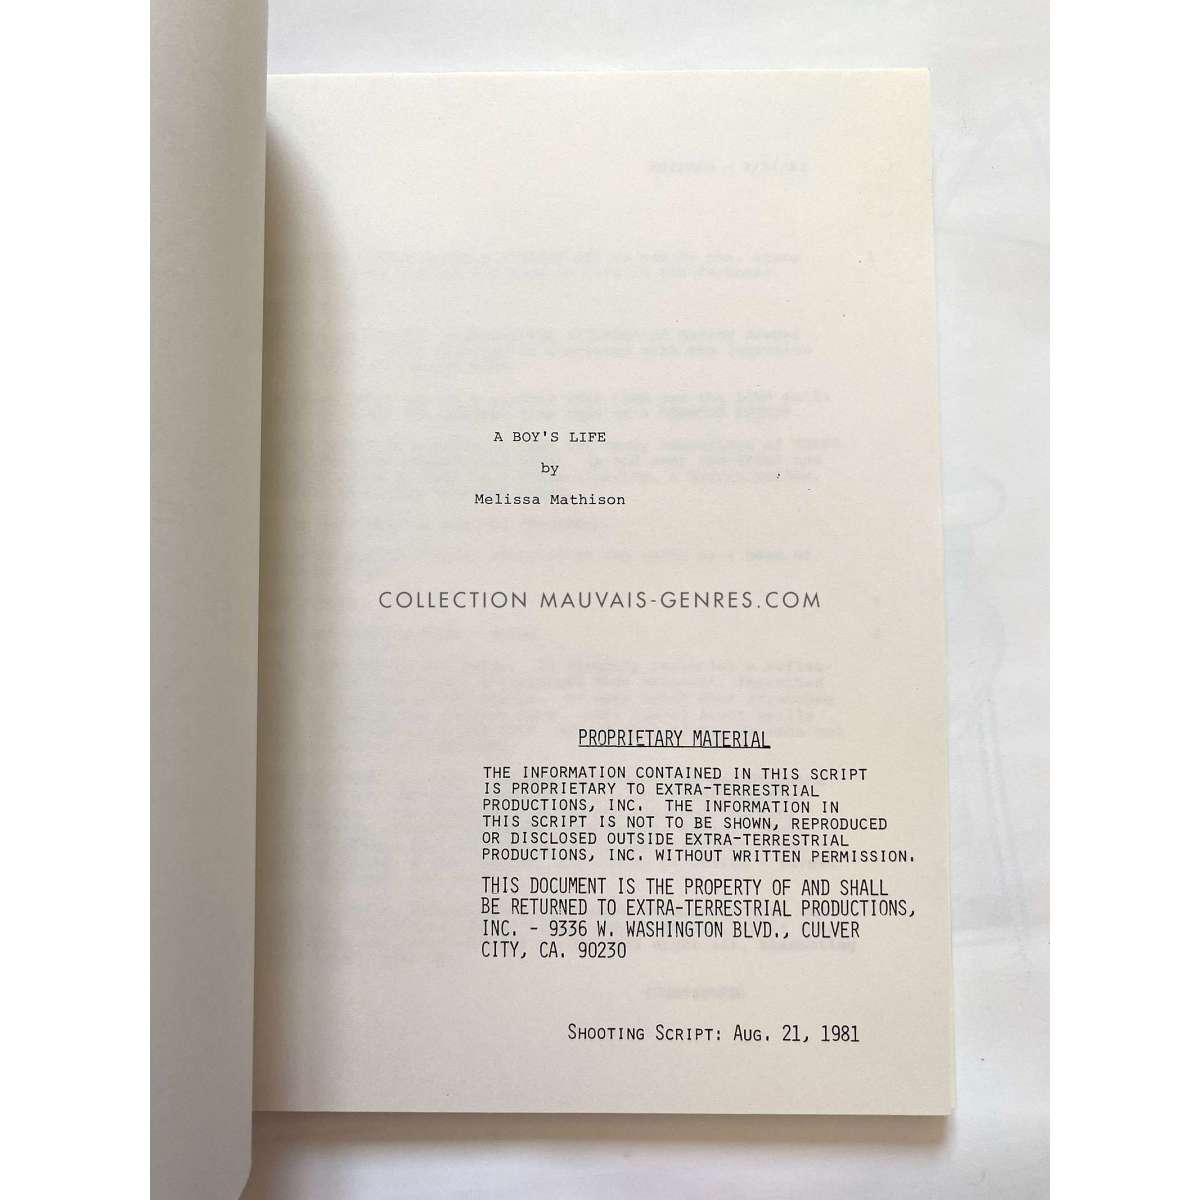 A BOY'S LIFE
by
Melissa Mathison
COLLECTION MAUVAIS-GENRES.COM
PROPRIETARY MATERIAL
THE INFORMATION CONTAINED IN THIS SCRIPT
IS PROPRIETARY TO EXTRA-TERRESTRIAL
PRODUCTIONS, INC. THE INFORMATION IN
THIS SCRIPT IS NOT TO BE SHOWN, REPRODUCED
OR DISCLOSED OUTSIDE EXTRA-TERRESTRIAL
PRODUCTIONS, INC. WITHOUT WRITTEN PERMISSION.
THIS DOCUMENT IS THE PROPERTY OF AND SHALL
BE RETURNED TO EXTRA-TERRESTRIAL PRODUCTIONS,
INC. - 9336 W. WASHINGTON BLVD., CULVER
CITY, CA. 90230
SHOOTING SCRIPT: AUG. 21, 1981